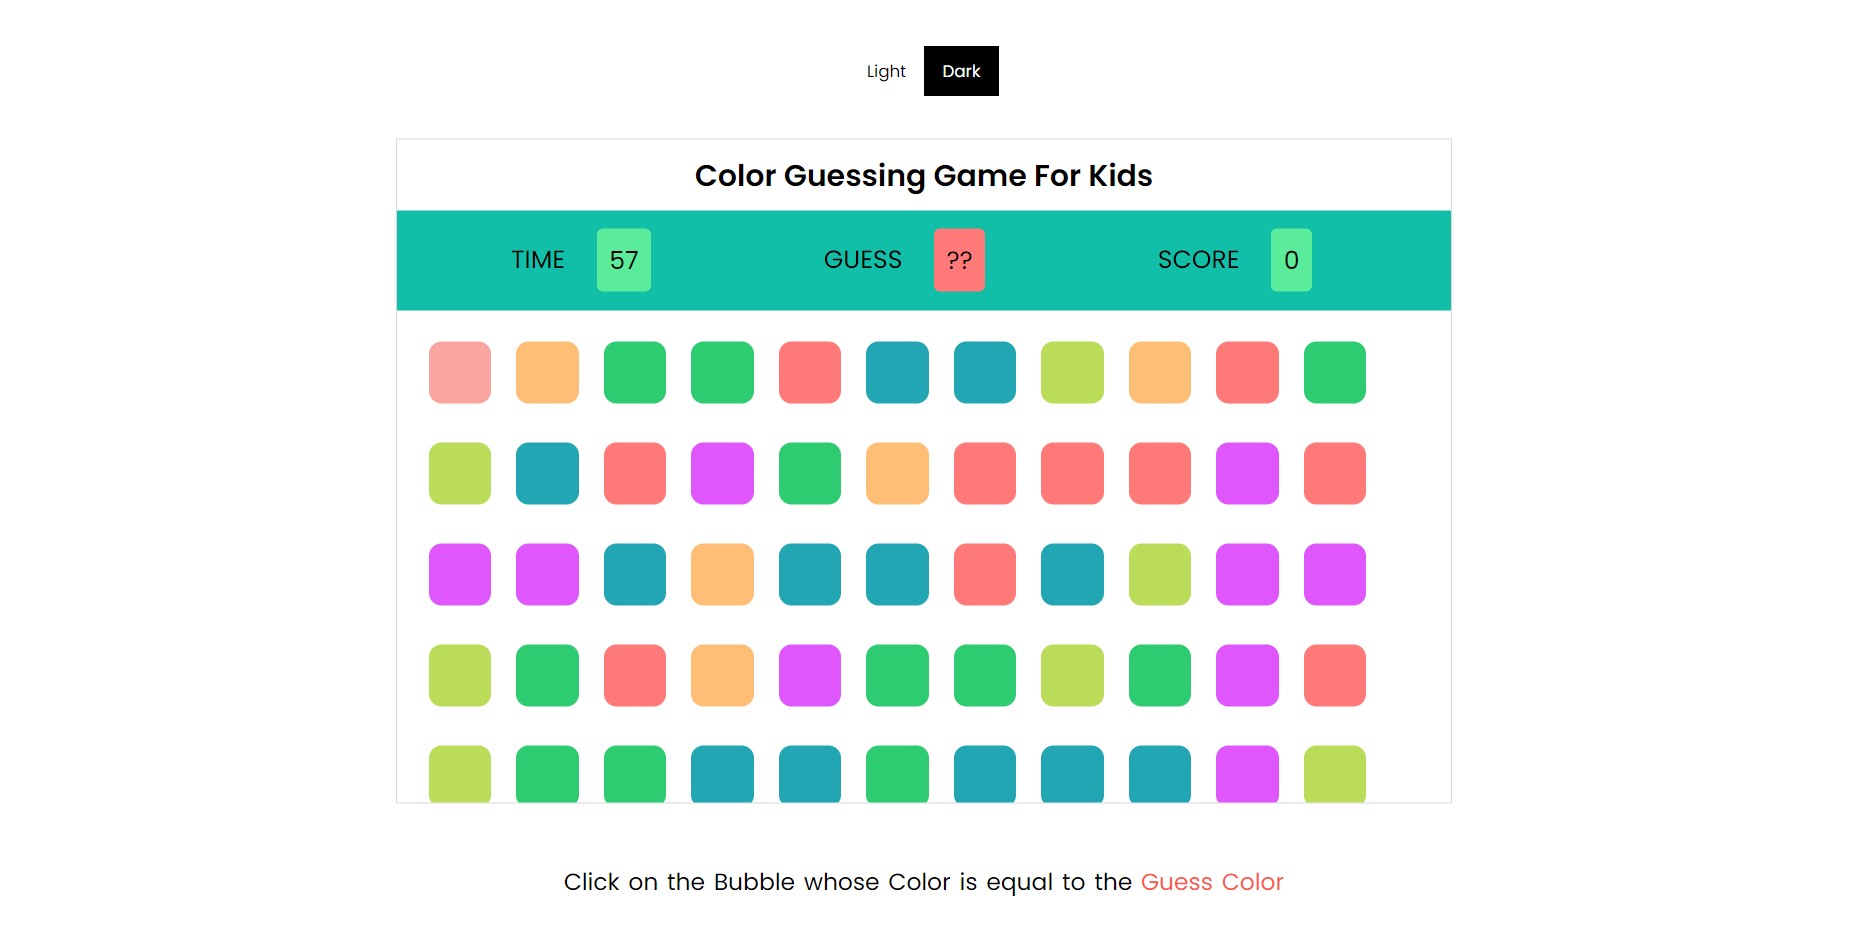 Light Dark
Color Guessing Game For Kids
TIME 57 GUESS ?? SCORE 0
Click on the Bubble whose Color is equal to the Guess Color